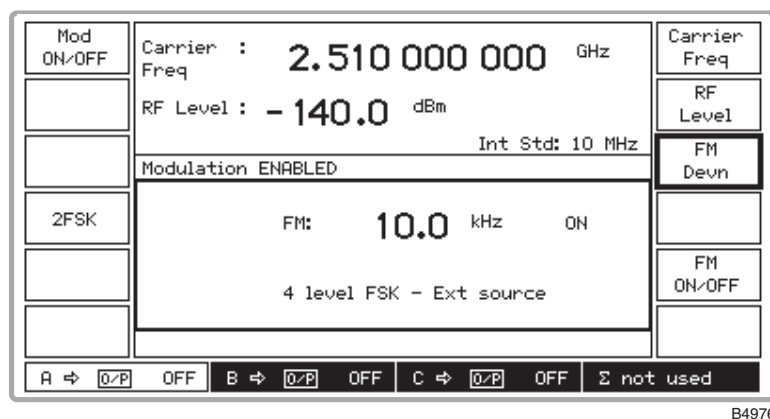 Mod
ON/OFF
2FSK
Carrier :
Freq
2.510 000 000 GHz
RF Level : - 140.0 dBm
Int Std: 10 MHz
Modulation ENABLED
FM: 10.0 kHz ON
4 level FSK - Ext source
Carrier
Freq
RF
Level
FM
Devn
FM
ON/OFF
A ⇨ O/P OFF B ⇨ O/P OFF C ⇨ O/P OFF Σ not used
B4976